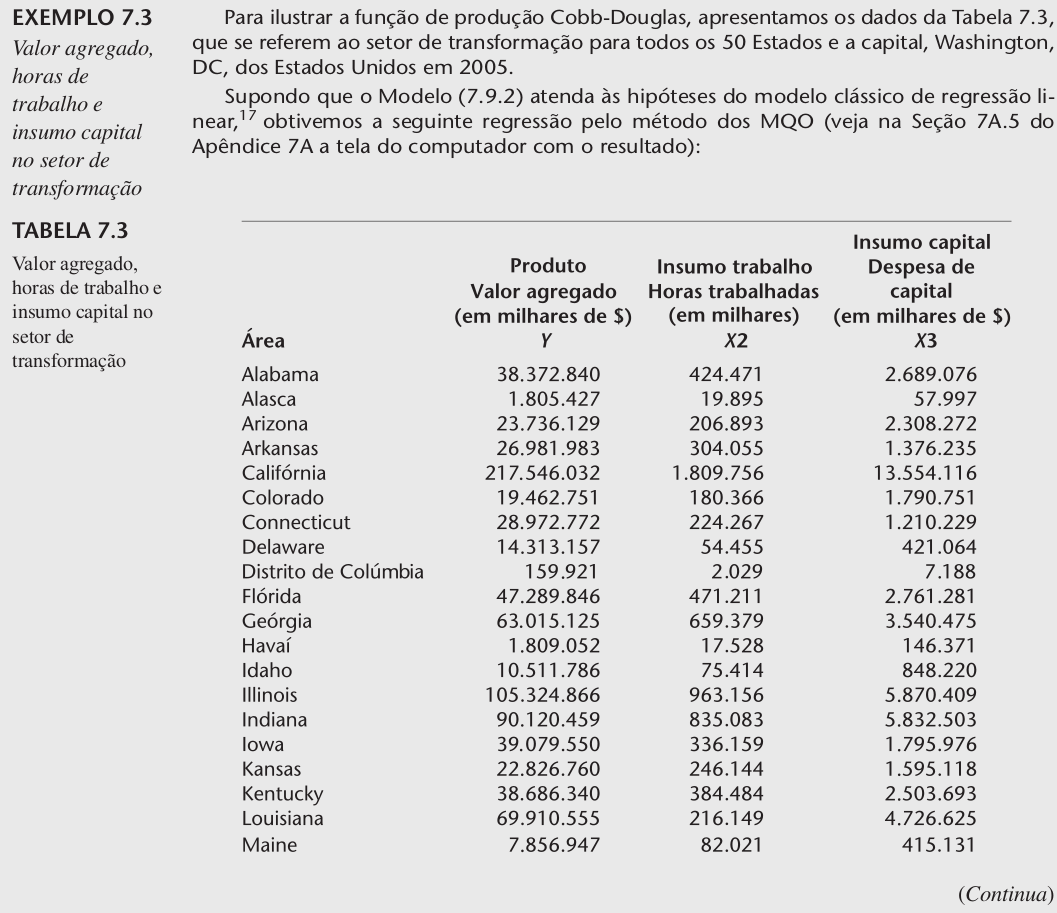 EXEMPLO 7.3
Valor agregado,
horas de
trabalho e
insumo capital
no setor de
transformação
Para ilustrar a função de produção Cobb-Douglas, apresentamos os dados da Tabela 7.3,
que se referem ao setor de transformação para todos os 50 Estados e a capital, Washington,
DC, dos Estados Unidos em 2005.
Supondo que o Modelo (7.9.2) atenda às hipóteses do modelo clássico de regressão li-
near,17 obtivemos a seguinte regressão pelo método dos MQO (veja na Seção 7A.5 do
Apêndice 7A a tela do computador com o resultado):
TABELA 7.3
Valor agregado,
horas de trabalho e
insumo capital no
setor de
transformação
Insumo capital
Produto Insumo trabalho Despesa de
Valor agregado Horas trabalhadas capital
(em milhares de $) (em milhares) (em milhares de $)
Área Y X2 X3
Alabama 38.372.840 424.471 2.689.076
Alasca 1.805.427 19.895 57.997
Arizona 23.736.129 206.893 2.308.272
Arkansas 26.981.983 304.055 1.376.235
Califórnia 217.546.032 1.809.756 13.554.116
Colorado 19.462.751 180.366 1.790.751
Connecticut 28.972.772 224.267 1.210.229
Delaware 14.313.157 54.455 421.064
Distrito de Colúmbia 159.921 2.029 7.188
Flórida 47.289.846 471.211 2.761.281
Geórgia 63.015.125 659.379 3.540.475
Havaí 1.809.052 17.528 146.371
Idaho 10.511.786 75.414 848.220
Illinois 105.324.866 963.156 5.870.409
Indiana 90.120.459 835.083 5.832.503
Iowa 39.079.550 336.159 1.795.976
Kansas 22.826.760 246.144 1.595.118
Kentucky 38.686.340 384.484 2.503.693
Louisiana 69.910.555 216.149 4.726.625
Maine 7.856.947 82.021 415.131
(Continua)